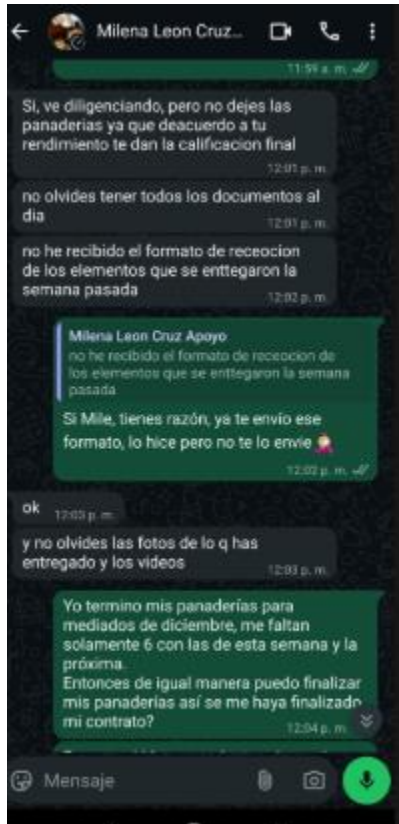 Milena Leon Cruz...
11:59 a. m.
Si, ve diligenciando, pero no dejes las
panaderias ya que deacuerdo a tu
rendimiento te dan la calificacion final
12:01 p. m.
no olvides tener todos los documentos al
dia
12:01 p. m.
no he recibido el formato de receocion
de los elementos que se enttegaron la
semana pasada
12:02 p. m.
Milena Leon Cruz Apoyo
no he recibido el formato de receocion de
los elementos que se enttegaron la semana
pasada
Si Mile, tienes razón, ya te envio ese
formato, lo hice pero no te lo envie 🤦🏻‍♀️
12:02 p. m.
ok
12:03 p. m.
y no olvides las fotos de lo q has
entregado y los videos
12:03 p. m.
Yo termino mis panaderías para
mediados de diciembre, me faltan
solamente 6 con las de esta semana y la
próxima.
Entonces de igual manera puedo finalizar
mis panaderías así se me haya finalizado
mi contrato?
12:04 p. m.
Mensaje